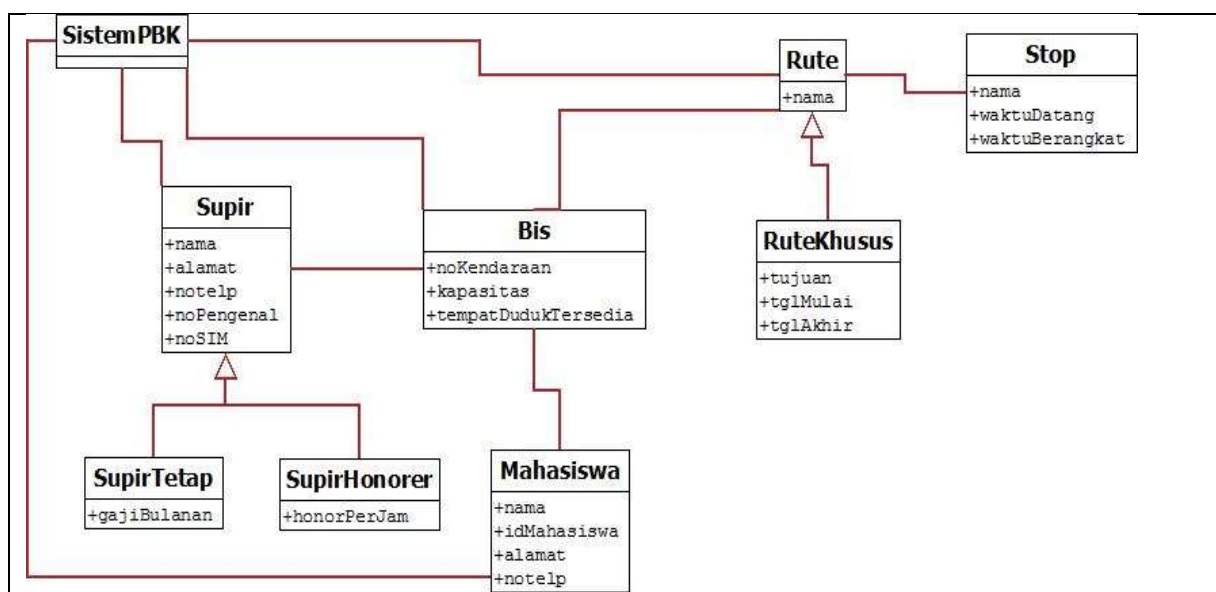 SistemPBK
Rute
+nama
Stop
+nama
+waktuDatang
+waktuBerangkat
Supir
+nama
+alamat
+notelp
+noPengenal
+noSIM
Bis
+noKendaraan
+kapasitas
+tempatDudukTersedia
RuteKhusus
+tujuan
+tglMulai
+tglAkhir
SupirTetap
+gajiBulanan
SupirHonorer
+honorPerJam
Mahasiswa
+nama
+idMahasiswa
+alamat
+notelp